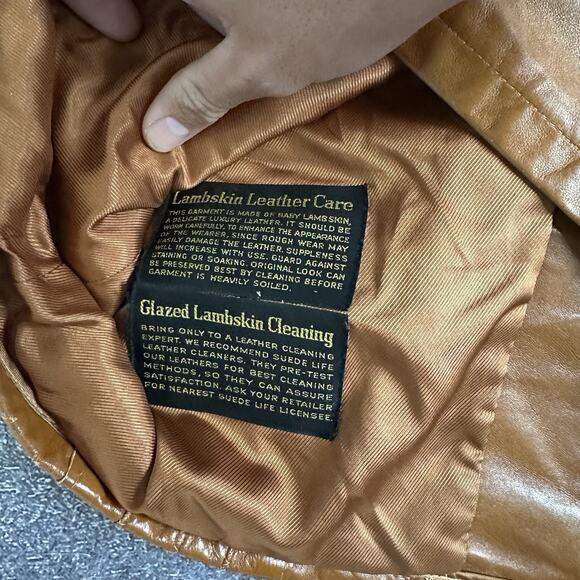 Lambskin Leather Care
THIS GARMENT IS MADE OF BABY LAMBSKIN,
A DELICATE LUXURY LEATHER. IT SHOULD BE
WORN CAREFULLY, TO ENHANCE THE APPEARANCE
OF THE WEARER, SINCE ROUGH WEAR MAY
EASILY DAMAGE THE LEATHER. SUPPLENESS
WILL INCREASE WITH USE. GUARD AGAINST
STAINING OR SOAKING. ORIGINAL LOOK CAN
BE PRESERVED BEST BY CLEANING BEFORE
GARMENT IS HEAVILY SOILED.
Glazed Lambskin Cleaning
BRING ONLY TO A LEATHER CLEANING
EXPERT. WE RECOMMEND SUEDE LIFE
LEATHER CLEANERS. THEY PRE-TEST
OUR LEATHERS FOR BEST CLEANING
METHODS, SO THEY CAN ASSURE
SATISFACTION. ASK YOUR RETAILER
FOR NEAREST SUEDE LIFE LICENSEE.